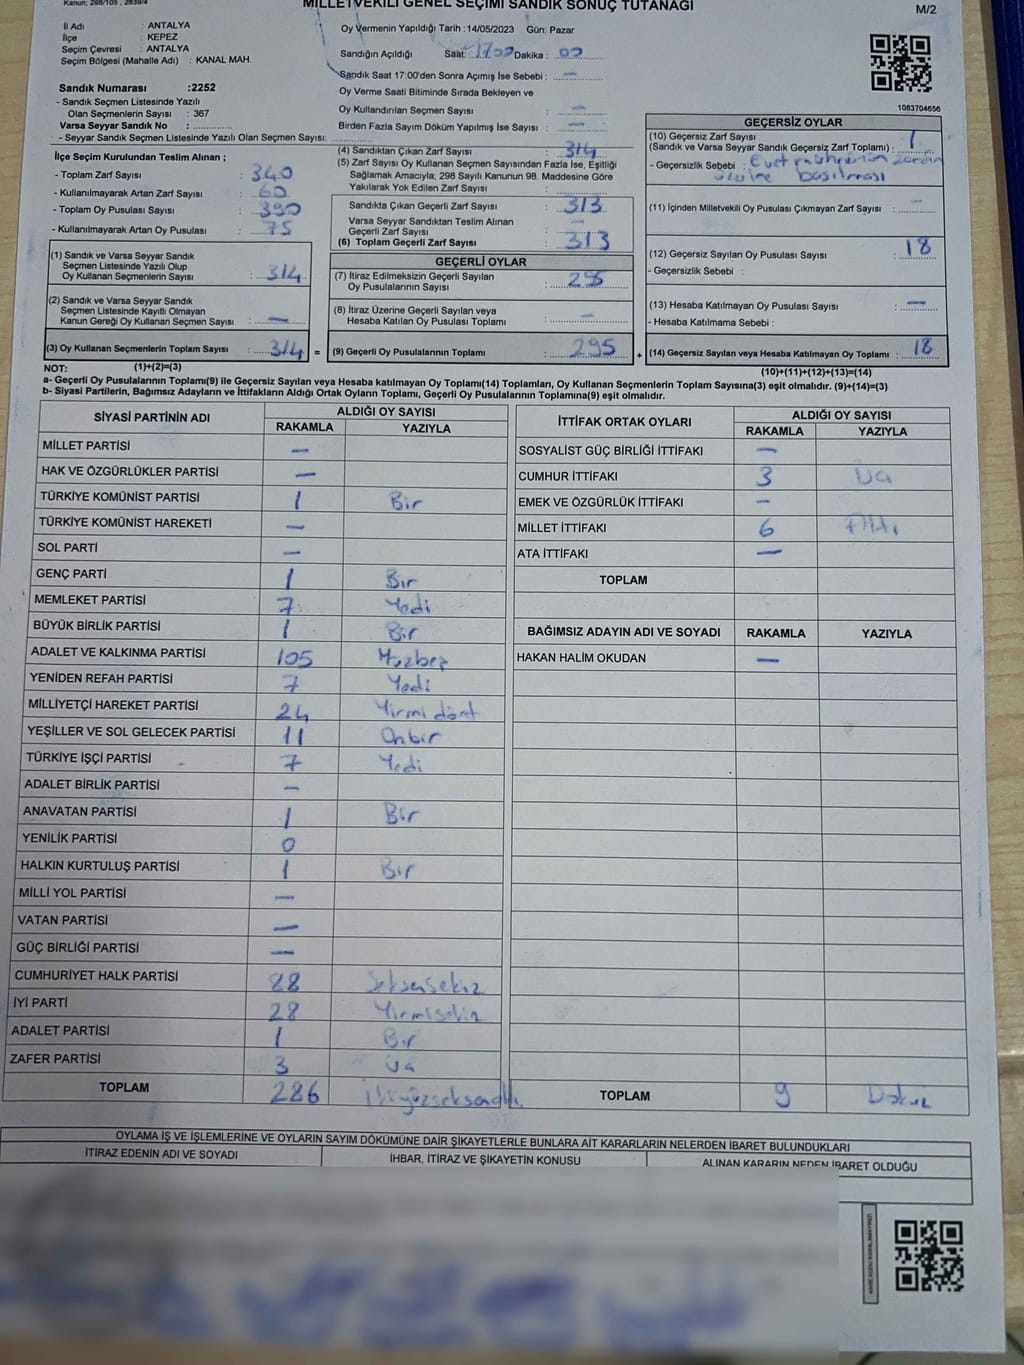 Kanun: 298/105 , 2839/4
MİLLETVEKİLİ GENEL SEÇİMİ SANDIK SONUÇ TUTANAĞI
M/2
İl Adı : ANTALYA
İlçe : KEPEZ
Seçim Çevresi : ANTALYA
Seçim Bölgesi (Mahalle Adı) : KANAL MAH.
Sandık Numarası :2252
- Sandık Seçmen Listesinde Yazılı
Olan Seçmenlerin Sayısı : 367
Varsa Seyyar Sandık No :
- Seyyar Sandık Seçmen Listesinde Yazılı Olan Seçmen Sayısı:
İlçe Seçim Kurulundan Teslim Alınan ;
- Toplam Zarf Sayısı : 340
- Kullanılmayarak Artan Zarf Sayısı : 60
- Toplam Oy Pusulası Sayısı : 390
- Kullanılmayarak Artan Oy Pusulası : 75
(1) Sandık ve Varsa Seyyar Sandık
Seçmen Listesinde Yazılı Olup
Oy Kullanan Seçmenlerin Sayısı : 314
(2) Sandık ve Varsa Seyyar Sandık
Seçmen Listesinde Kayıtlı Olmayan
Kanun Gereği Oy Kullanan Seçmen Sayısı : —
(3) Oy Kullanan Seçmenlerin Toplam Sayısı : 314 =
Oy Vermenin Yapıldığı Tarih :14/05/2023 Gün: Pazar
Sandığın Açıldığı Saat: 1700 Dakika : 00
Sandık Saat 17:00'den Sonra Açımış İse Sebebi : —
Oy Verme Saati Bitiminde Sırada Bekleyen ve
Oy Kullandırılan Seçmen Sayısı : —
Birden Fazla Sayım Döküm Yapılmış İse Sayısı : —
(4) Sandıktan Çıkan Zarf Sayısı : 314
(5) Zarf Sayısı Oy Kullanan Seçmen Sayısından Fazla İse, Eşitliği
Sağlamak Amacıyla; 298 Sayılı Kanunun 98. Maddesine Göre
Yakılarak Yok Edilen Zarf Sayısı : —
Sandıkta Çıkan Geçerli Zarf Sayısı : 313
Varsa Seyyar Sandıktan Teslim Alınan
Geçerli Zarf Sayısı : —
(6) Toplam Geçerli Zarf Sayısı : 313
GEÇERLİ OYLAR
(7) İtiraz Edilmeksizin Geçerli Sayılan
Oy Pusulalarının Sayısı : 295
(8) İtiraz Üzerine Geçerli Sayılan veya
Hesaba Katılan Oy Pusulası Toplamı : —
(9) Geçerli Oy Pusulalarının Toplamı : 295 +
1083704656
GEÇERSİZ OYLAR
(10) Geçersiz Zarf Sayısı
(Sandık ve Varsa Seyyar Sandık Geçersiz Zarf Toplamı) : 1
- Geçersizlik Sebebi : Evet zarfın
üzerine basılması
(11) İçinden Milletvekili Oy Pusulası Çıkmayan Zarf Sayısı : —
(12) Geçersiz Sayılan Oy Pusulası Sayısı : 18
- Geçersizlik Sebebi :
(13) Hesaba Katılmayan Oy Pusulası Sayısı : —
- Hesaba Katılmama Sebebi :
(14) Geçersiz Sayılan veya Hesaba Katılmayan Oy Toplamı : 18
NOT: (1)+(2)=(3) (10)+(11)+(12)+(13)=(14)
a- Geçerli Oy Pusulalarının Toplamı(9) ile Geçersiz Sayılan veya Hesaba katılmayan Oy Toplamı(14) Toplamları, Oy Kullanan Seçmenlerin Toplam Sayısına(3) eşit olmalıdır. (9)+(14)=(3)
b- Siyasi Partilerin, Bağımsız Adayların ve İttifakların Aldığı Ortak Oyların Toplamı, Geçerli Oy Pusulalarının Toplamına(9) eşit olmalıdır.
SİYASİ PARTİNİN ADI ALDIĞI OY SAYISI
RAKAMLA YAZIYLA
MİLLET PARTİSİ —
HAK VE ÖZGÜRLÜKLER PARTİSİ —
TÜRKİYE KOMÜNİST PARTİSİ 1 Bir
TÜRKİYE KOMÜNİST HAREKETİ —
SOL PARTİ —
GENÇ PARTİ 1 Bir
MEMLEKET PARTİSİ 7 Yedi
BÜYÜK BİRLİK PARTİSİ 1 Bir
ADALET VE KALKINMA PARTİSİ 105 Yüzbeş
YENİDEN REFAH PARTİSİ 7 Yedi
MİLLİYETÇİ HAREKET PARTİSİ 24 Yirmi dört
YEŞİLLER VE SOL GELECEK PARTİSİ 11 Onbir
TÜRKİYE İŞÇİ PARTİSİ 7 Yedi
ADALET BİRLİK PARTİSİ —
ANAVATAN PARTİSİ 1 Bir
YENİLİK PARTİSİ 0
HALKIN KURTULUŞ PARTİSİ 1 Bir
MİLLİ YOL PARTİSİ —
VATAN PARTİSİ —
GÜÇ BİRLİĞİ PARTİSİ —
CUMHURİYET HALK PARTİSİ 88 Seksensekiz
İYİ PARTİ 28 Yirmisekiz
ADALET PARTİSİ 1 Bir
ZAFER PARTİSİ 3 Üç
TOPLAM 286 İkiyüzseksenaltı
İTTİFAK ORTAK OYLARI ALDIĞI OY SAYISI
RAKAMLA YAZIYLA
SOSYALİST GÜÇ BİRLİĞİ İTTİFAKI —
CUMHUR İTTİFAKI 3 Üç
EMEK VE ÖZGÜRLÜK İTTİFAKI —
MİLLET İTTİFAKI 6 Altı
ATA İTTİFAKI —
TOPLAM
BAĞIMSIZ ADAYIN ADI VE SOYADI RAKAMLA YAZIYLA
HAKAN HALİM OKUDAN —
TOPLAM 9 Dokuz
OYLAMA İŞ VE İŞLEMLERİNE VE OYLARIN SAYIM DÖKÜMÜNE DAİR ŞİKAYETLERLE BUNLARA AİT KARARLARIN NELERDEN İBARET BULUNDUKLARI
İTİRAZ EDENİN ADI VE SOYADI İHBAR, İTİRAZ VE ŞİKAYETİN KONUSU ALINAN KARARIN NEDEN İBARET OLDUĞU